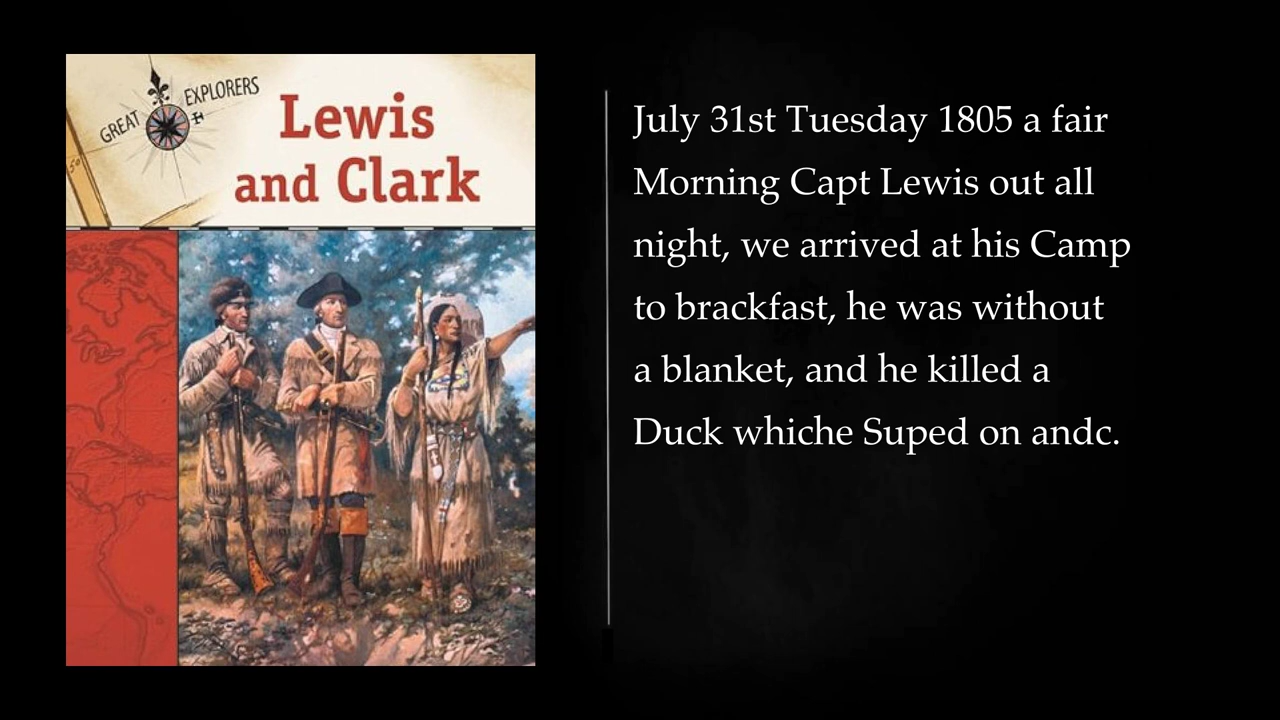 GREAT EXPLORERS
Lewis
and Clark
50
July 31st Tuesday 1805 a fair
Morning Capt Lewis out all
night, we arrived at his Camp
to brackfast, he was without
a blanket, and he killed a
Duck whiche Suped on andc.